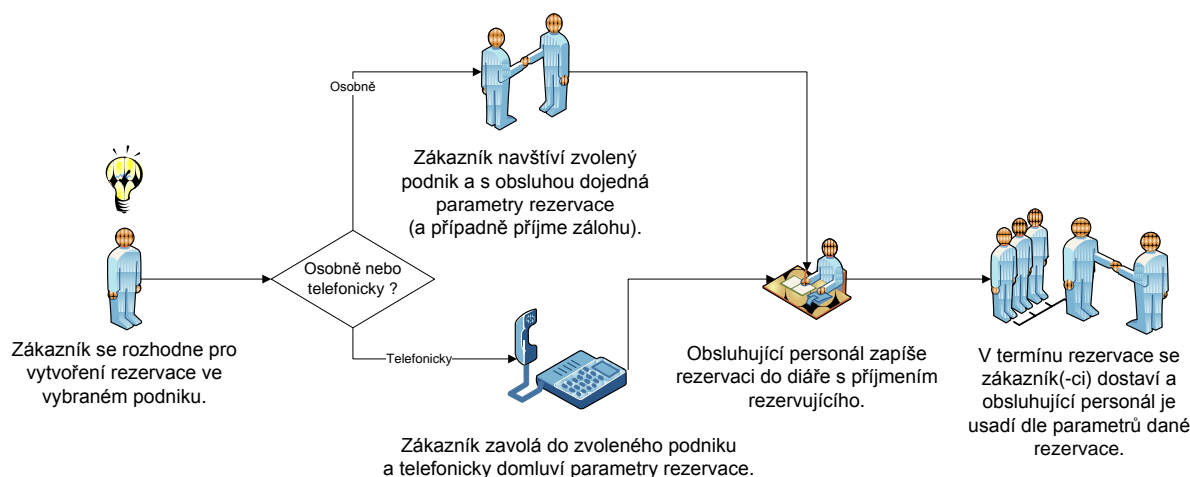 Osobně
Zákazník navštíví zvolený
podnik a s obsluhou dojedná
parametry rezervace
(a případně příjme zálohu).
Osobně nebo
telefonicky ?
Zákazník se rozhodne pro
vytvoření rezervace ve
vybraném podniku.
Telefonicky
Zákazník zavolá do zvoleného podniku
a telefonicky domluví parametry rezervace.
Obsluhující personál zapíše
rezervaci do diáře s příjmením
rezervujícího.
V termínu rezervace se
zákazník(-ci) dostaví a
obsluhující personál je
usadí dle parametrů dané
rezervace.